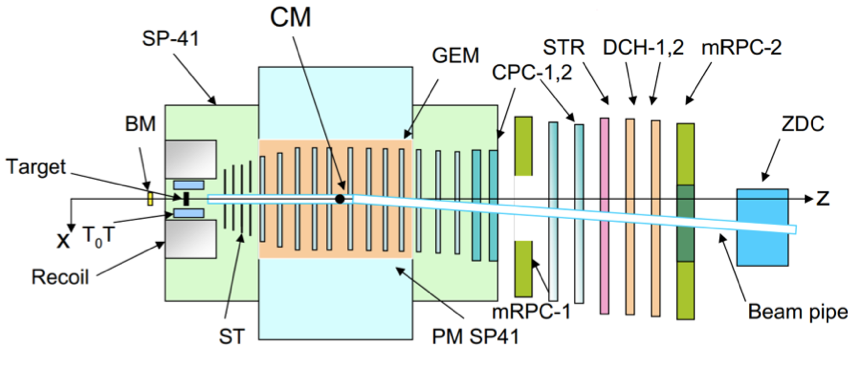 CM
SP-41
GEM
STR
DCH-1,2
mRPC-2
CPC-1,2
BM
ZDC
Target
z
x
T₀T
Recoil
mRPC-1
Beam pipe
ST
PM SP41